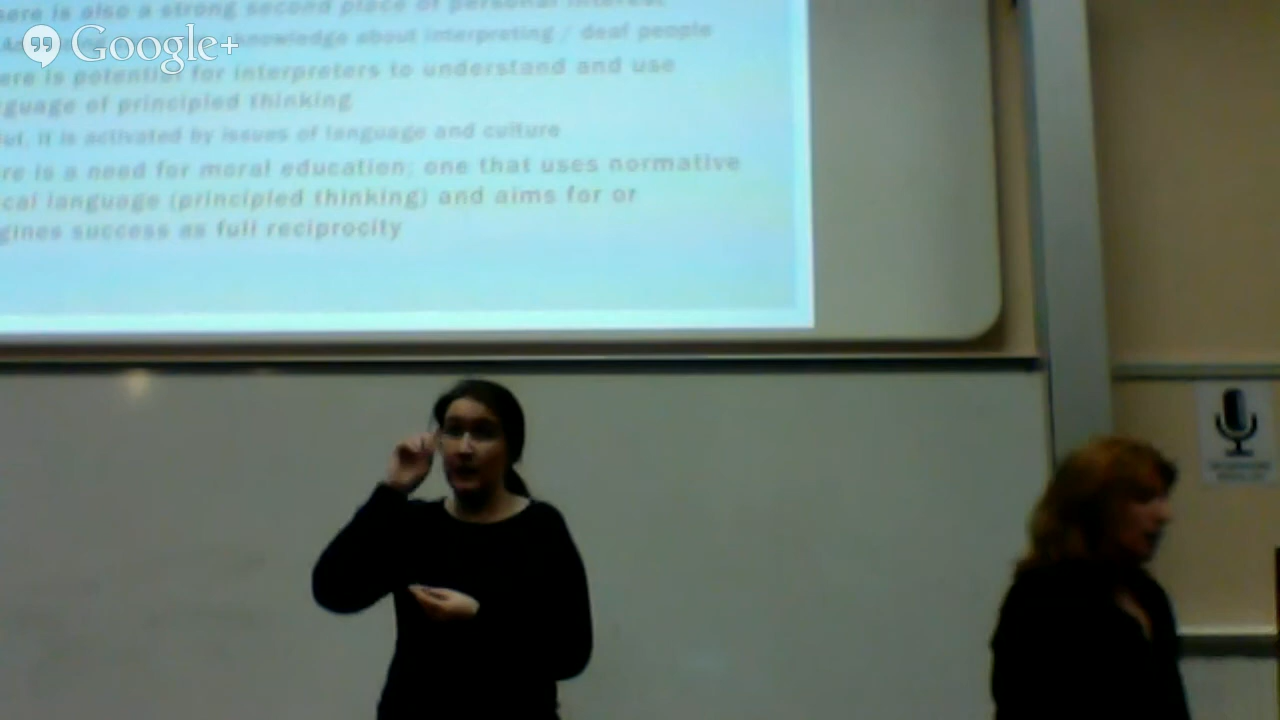 ere is also a strong second place of personal interest
Google+
knowledge about interpreting / deaf people
ere is potential for interpreters to understand and use
guage of principled thinking
ut, it is activated by issues of language and culture
re is a need for moral education; one that uses normative
cal language (principled thinking) and aims for or
gines success as full reciprocity